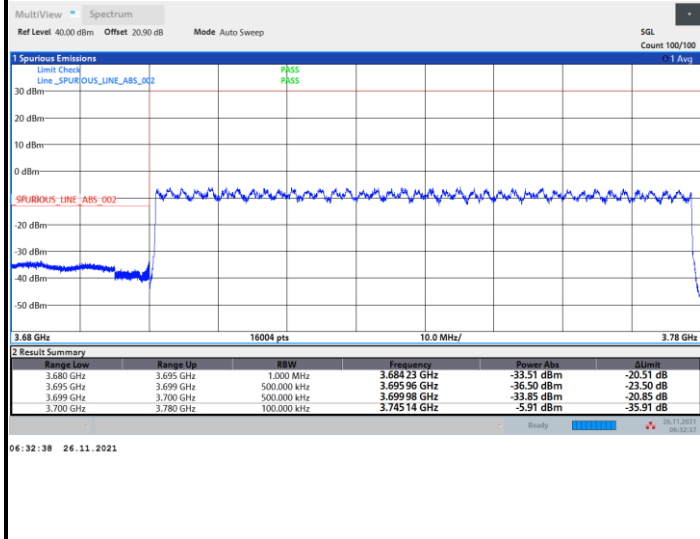 MultiView Spectrum
Ref Level 40.00 dBm Offset 20.90 dB Mode Auto Sweep SGL
Count 100/100
1 Spurious Emissions 1 Avg
Limit Check PASS
Line _SPURIOUS_LINE_ABS_002 PASS
30 dBm
20 dBm
10 dBm
0 dBm
SPURIOUS_LINE_ABS_002
-20 dBm
-30 dBm
-40 dBm
-50 dBm
3.68 GHz 16004 pts 10.0 MHz/ 3.78 GHz
2 Result Summary
Range Low Range Up RBW Frequency Power Abs ΔLimit
3.680 GHz 3.695 GHz 1.000 MHz 3.684 23 GHz -33.51 dBm -20.51 dB
3.695 GHz 3.699 GHz 500.000 kHz 3.695 96 GHz -36.50 dBm -23.50 dB
3.699 GHz 3.700 GHz 500.000 kHz 3.699 98 GHz -33.85 dBm -20.85 dB
3.700 GHz 3.780 GHz 100.000 kHz 3.745 14 GHz -5.91 dBm -35.91 dB
Ready 26.11.2021
06:32:37
06:32:38 26.11.2021